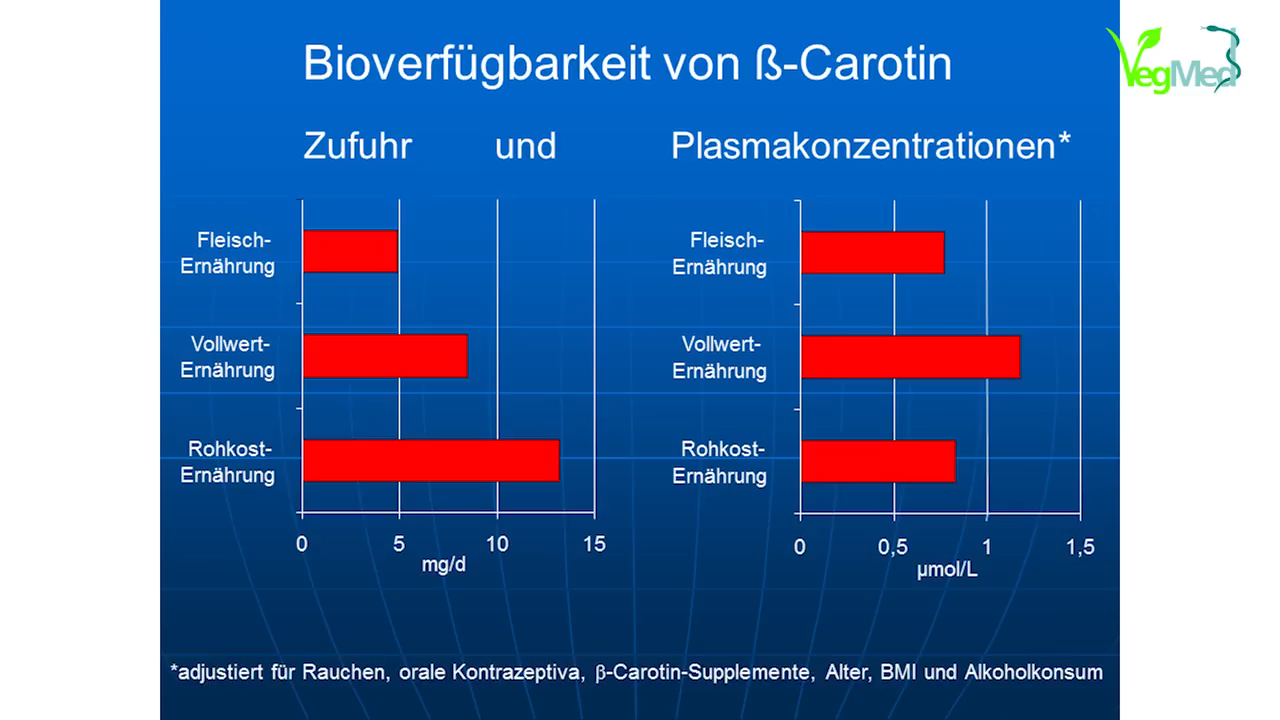 Bioverfügbarkeit von ß-Carotin
VegMed
Zufuhr und Plasmakonzentrationen*
Fleisch-
Ernährung
Vollwert-
Ernährung
Rohkost-
Ernährung
0 5 10 15
mg/d
Fleisch-
Ernährung
Vollwert-
Ernährung
Rohkost-
Ernährung
0 0,5 1 1,5
µmol/L
*adjustiert für Rauchen, orale Kontrazeptiva, β-Carotin-Supplemente, Alter, BMI und Alkoholkonsum